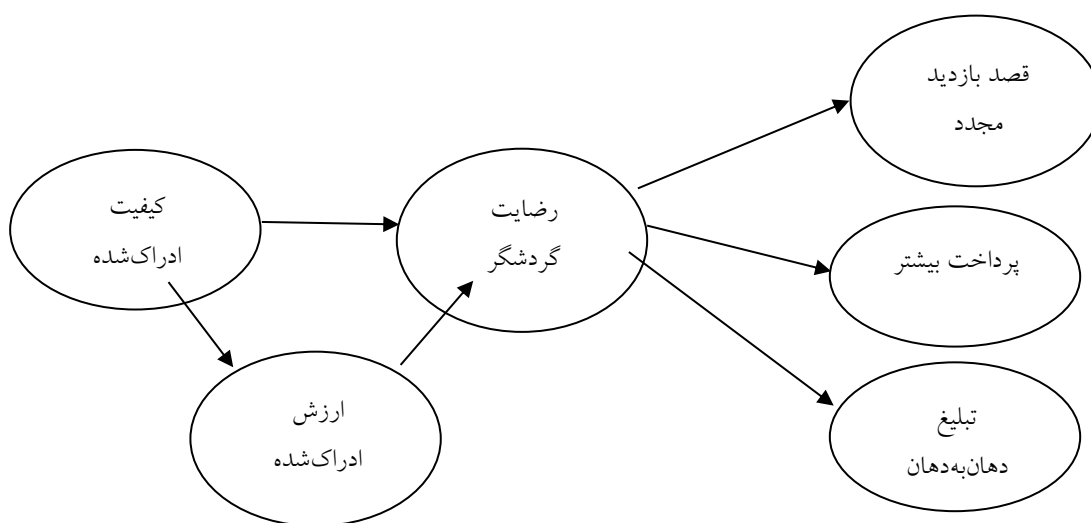 قصد بازدید
مجدد
کیفیت
ادراک‌شده
رضایت
گردشگر
پرداخت بیشتر
ارزش
ادراک‌شده
تبلیغ
دهان‌به‌دهان